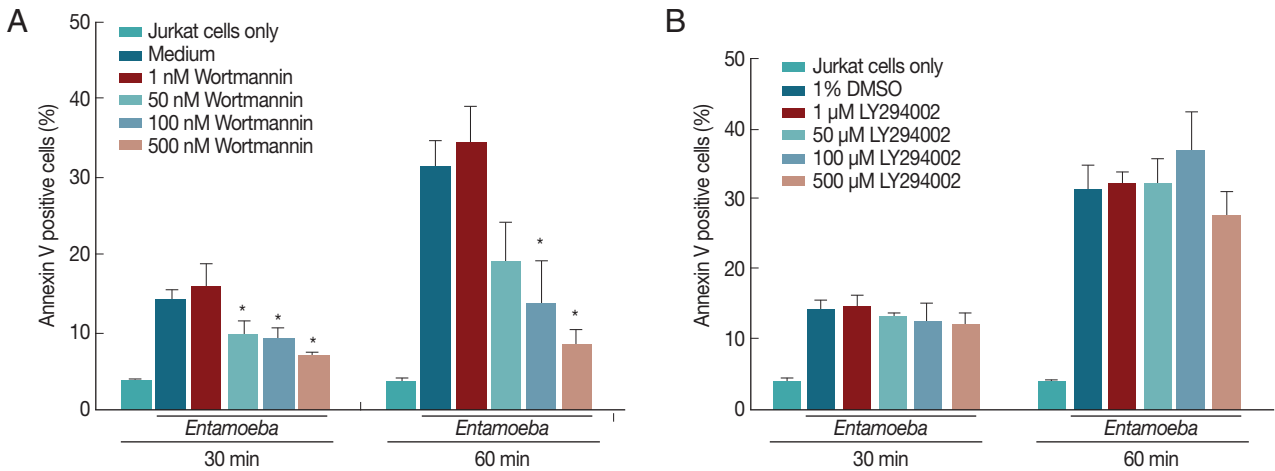 A
Annexin V positive cells (%)
50
40
30
20
10
0
Jurkat cells only
Medium
1 nM Wortmannin
50 nM Wortmannin
100 nM Wortmannin
500 nM Wortmannin
*
*
*
*
*
Entamoeba
Entamoeba
30 min
60 min
B
Annexin V positive cells (%)
50
40
30
20
10
0
Jurkat cells only
1% DMSO
1 µM LY294002
50 µM LY294002
100 µM LY294002
500 µM LY294002
Entamoeba
Entamoeba
30 min
60 min